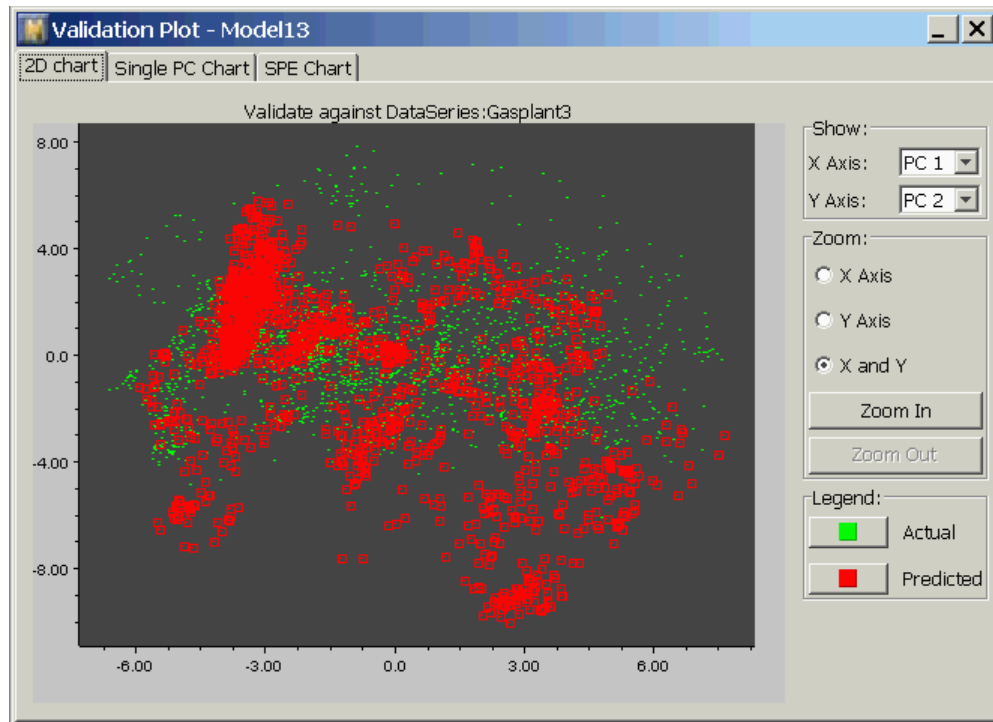 Validation Plot - Model13
2D chart Single PC Chart SPE Chart
Validate against DataSeries:Gasplant3
8.00
4.00
0.0
-4.00
-8.00
-6.00 -3.00 0.0 3.00 6.00
Show:
X Axis: PC 1
Y Axis: PC 2
Zoom:
X Axis
Y Axis
X and Y
Zoom In
Zoom Out
Legend:
Actual
Predicted